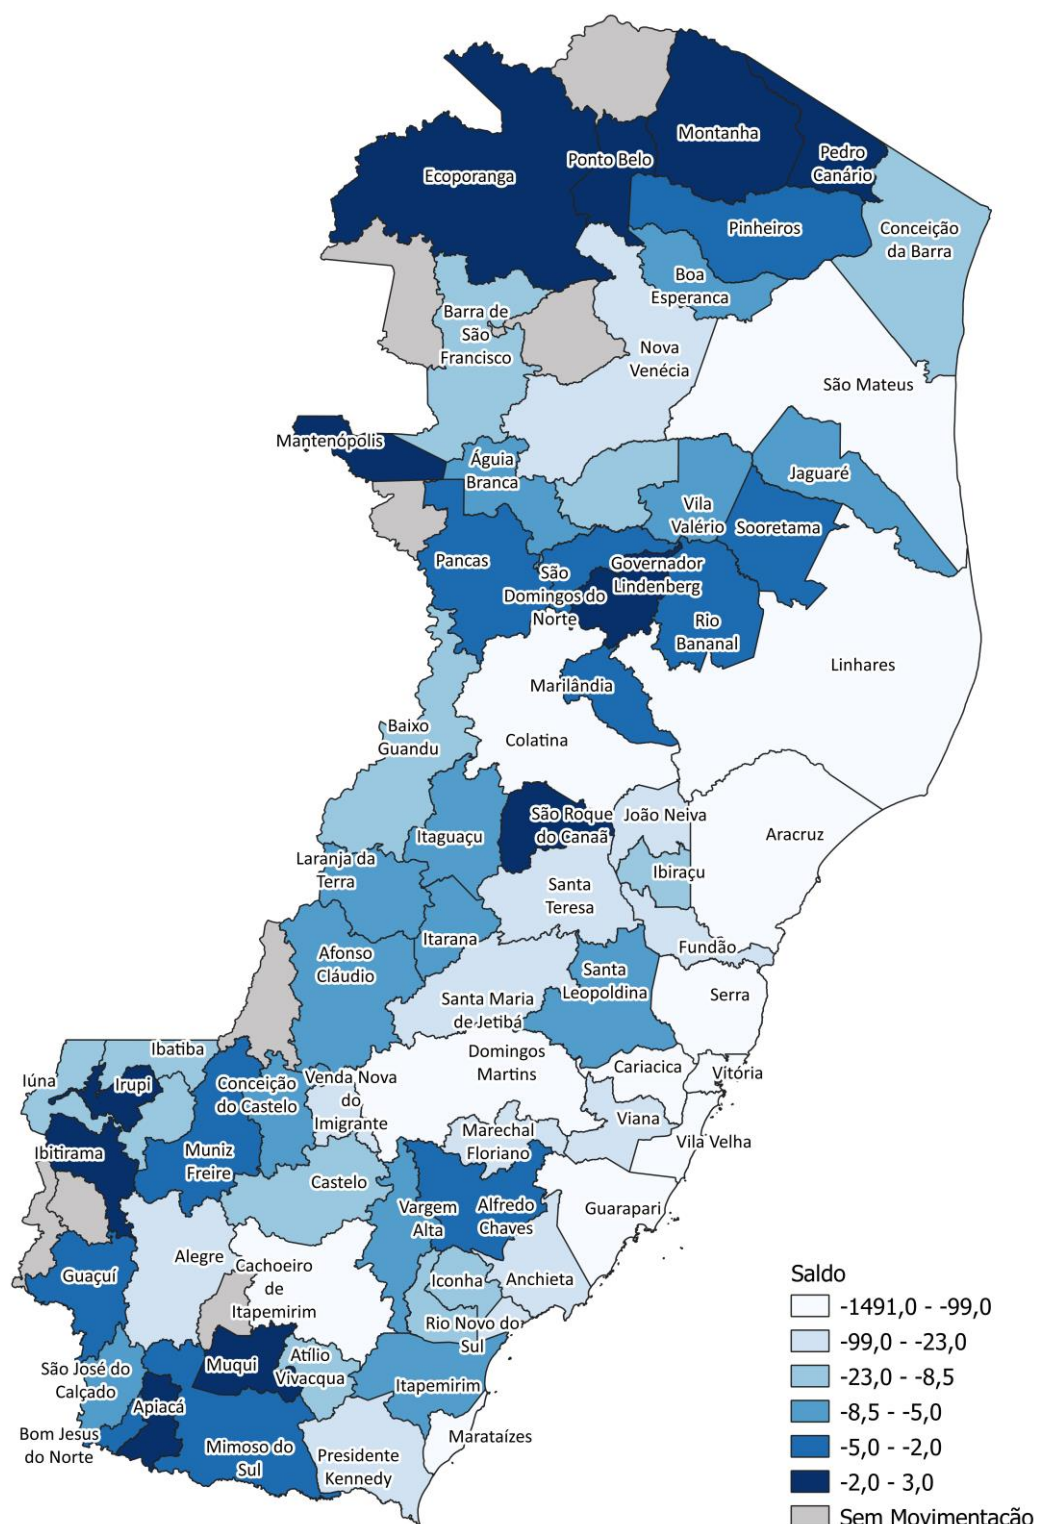 Montanha
Ponto Belo
Pedro
Canário
Ecoporanga
Pinheiros
Conceição
da Barra
Boa
Esperanca
Barra de
São
Francisco
Nova
Venécia
São Mateus
Mantenópolis
Águia
Branca
Jaguaré
Vila
Valério
Sooretama
Pancas
São
Domingos do
Norte
Governador
Lindenberg
Rio
Bananal
Linhares
Marilândia
Baixo
Guandu
Colatina
São Roque
do Canaã
João Neiva
Itaguaçu
Aracruz
Laranja da
Terra
Ibiraçu
Santa
Teresa
Itarana
Fundão
Afonso
Cláudio
Santa
Leopoldina
Serra
Santa Maria
de Jetibá
Ibatiba
Domingos
Martins
Cariacica
Vitória
Iúna
Irupi
Conceição
do Castelo
Venda Nova
do
Imigrante
Viana
Marechal
Floriano
Vila Velha
Ibitirama
Muniz
Freire
Castelo
Vargem
Alta
Alfredo
Chaves
Guarapari
Alegre
Guaçuí
Cachoeiro
de
Itapemirim
Iconha
Anchieta
Rio Novo do
Sul
São José do
Calçado
Muqui
Atílio
Vivacqua
Itapemirim
Apiacá
Bom Jesus
do Norte
Mimoso do
Sul
Presidente
Kennedy
Marataízes
Saldo
-1491,0 - -99,0
-99,0 - -23,0
-23,0 - -8,5
-8,5 - -5,0
-5,0 - -2,0
-2,0 - 3,0
Sem Movimentação